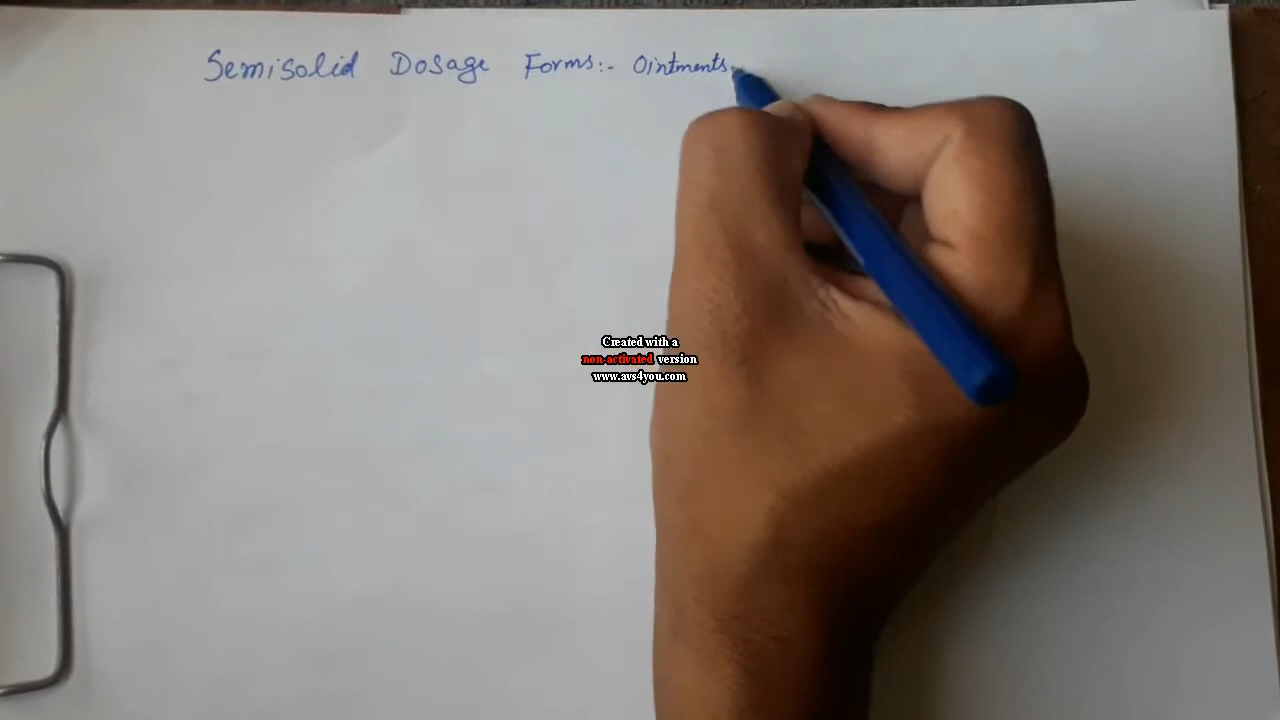 Semisolid Dosage Forms:- Ointments,
Created with a
non-activated version
www.avs4you.com